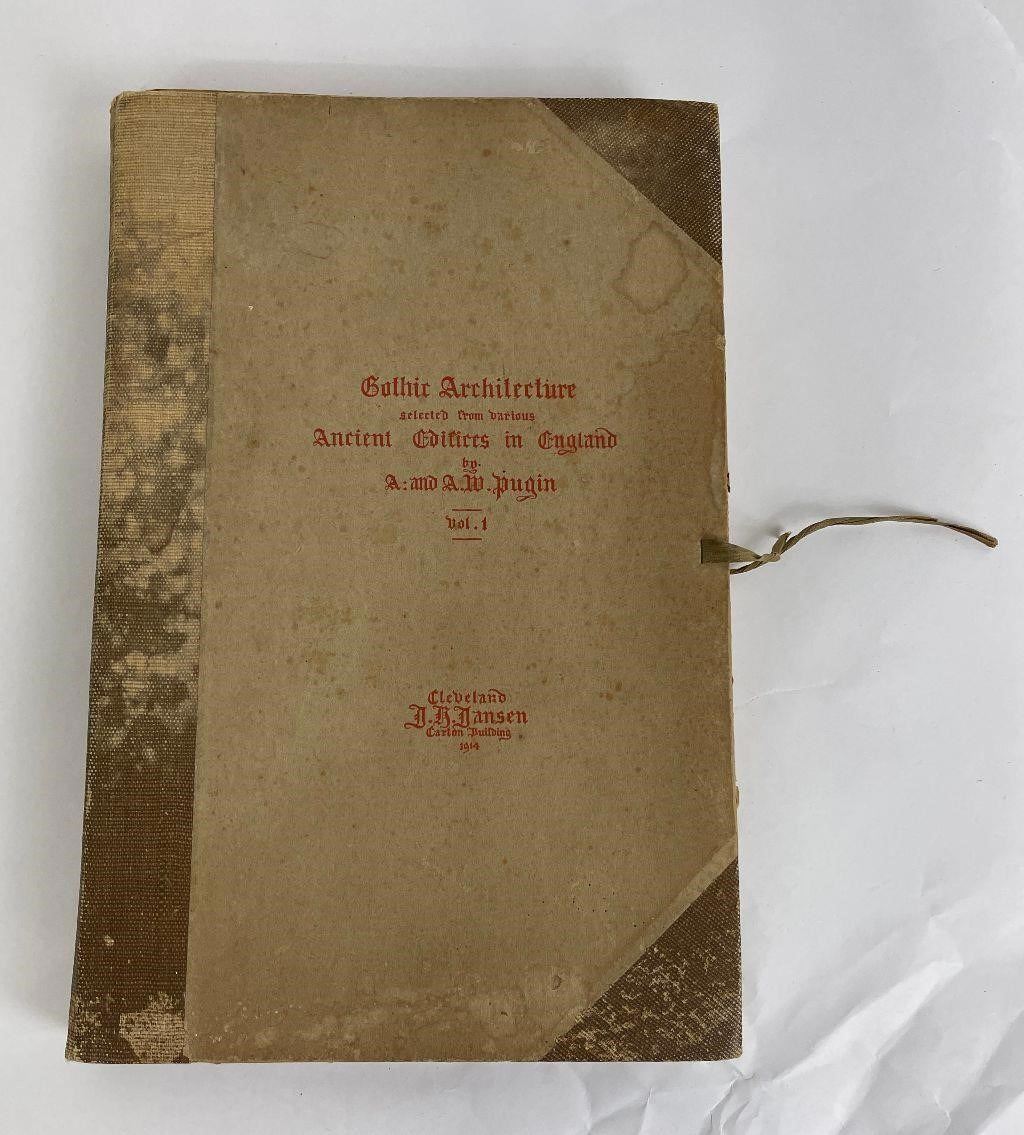 Gothic Architecture
selected from various
Ancient Edifices in England
by
A: and A.W. Pugin
Vol. 1
Cleveland
J.H. Jansen
Caxton Building
1914